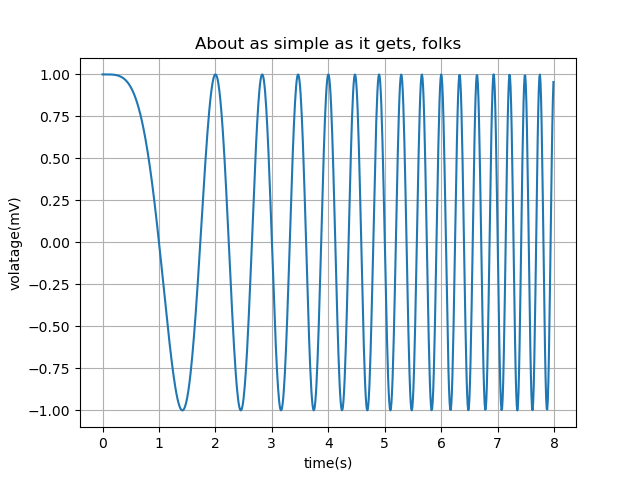 About as simple as it gets, folks
1.00
0.75
0.50
0.25
0.00
−0.25
−0.50
−0.75
−1.00
volatage(mV)
0 1 2 3 4 5 6 7 8
time(s)